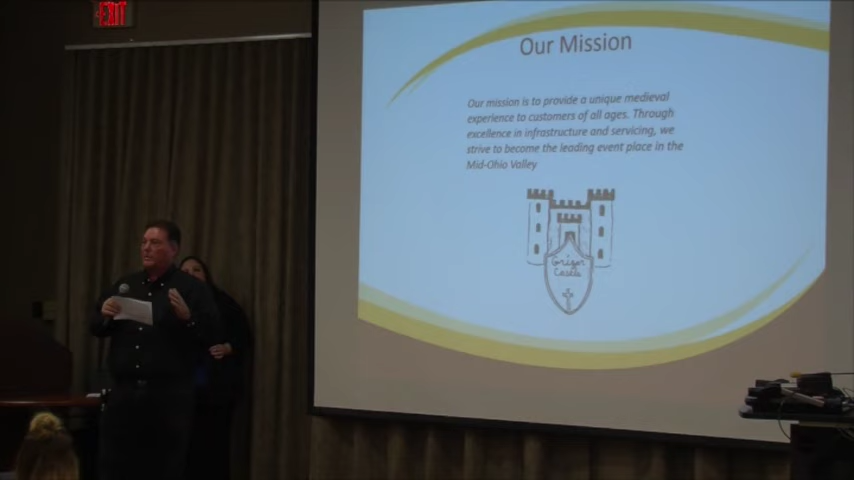 EXIT
Our Mission
Our mission is to provide a unique medieval
experience to customers of all ages. Through
excellence in infrastructure and servicing, we
strive to become the leading event place in the
Mid-Ohio Valley
Castle